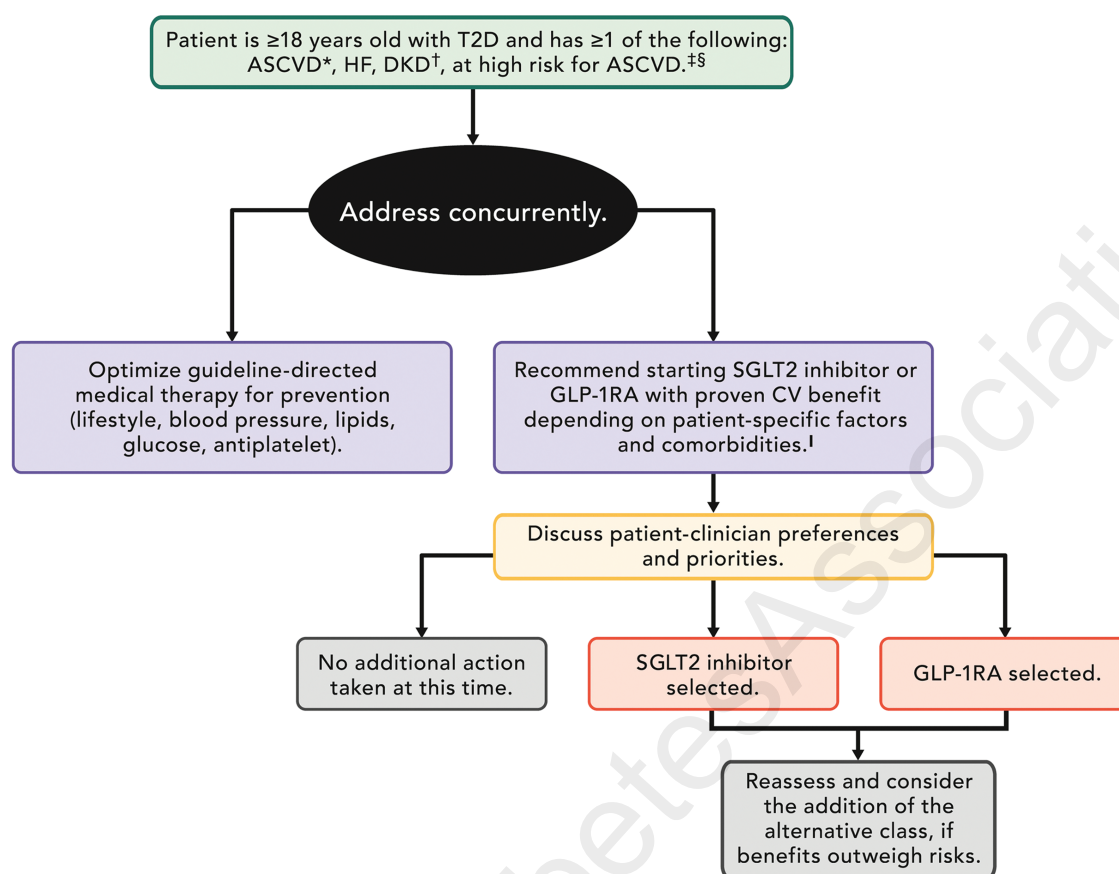 Patient is ≥18 years old with T2D and has ≥1 of the following:
ASCVD*, HF, DKD†, at high risk for ASCVD.‡§
Address concurrently.
Optimize guideline-directed
medical therapy for prevention
(lifestyle, blood pressure, lipids,
glucose, antiplatelet).
Recommend starting SGLT2 inhibitor or
GLP-1RA with proven CV benefit
depending on patient-specific factors
and comorbidities.ǀ
Discuss patient-clinician preferences
and priorities.
No additional action
taken at this time.
SGLT2 inhibitor
selected.
GLP-1RA selected.
Reassess and consider
the addition of the
alternative class, if
benefits outweigh risks.
betesAssociati